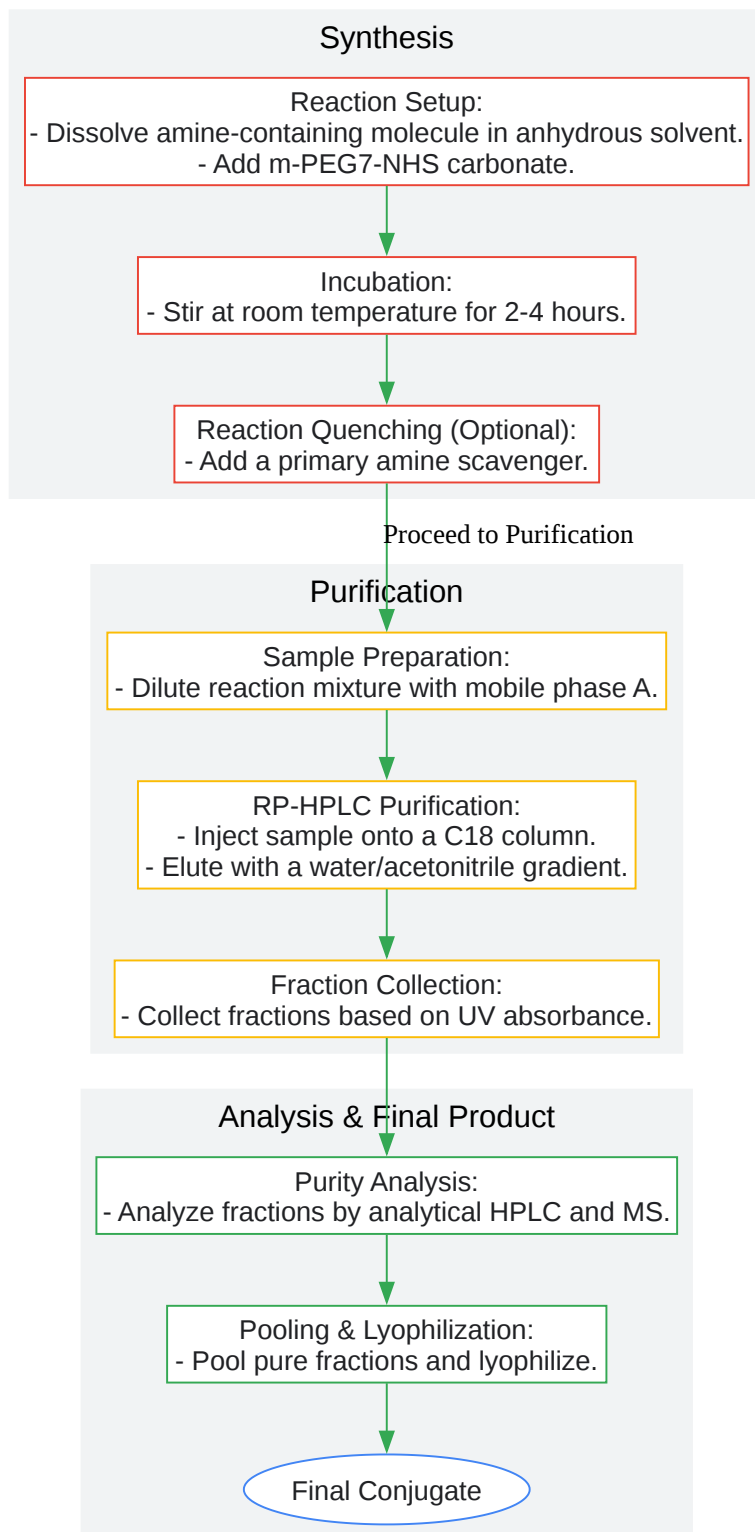 Synthesis
Reaction Setup:
- Dissolve amine-containing molecule in anhydrous solvent.
- Add m-PEG7-NHS carbonate.
Incubation:
- Stir at room temperature for 2-4 hours.
Reaction Quenching (Optional):
- Add a primary amine scavenger.
Proceed to Purification
Purification
Sample Preparation:
- Dilute reaction mixture with mobile phase A.
RP-HPLC Purification:
- Inject sample onto a C18 column.
- Elute with a water/acetonitrile gradient.
Fraction Collection:
- Collect fractions based on UV absorbance.
Analysis & Final Product
Purity Analysis:
- Analyze fractions by analytical HPLC and MS.
Pooling & Lyophilization:
- Pool pure fractions and lyophilize.
Final Conjugate